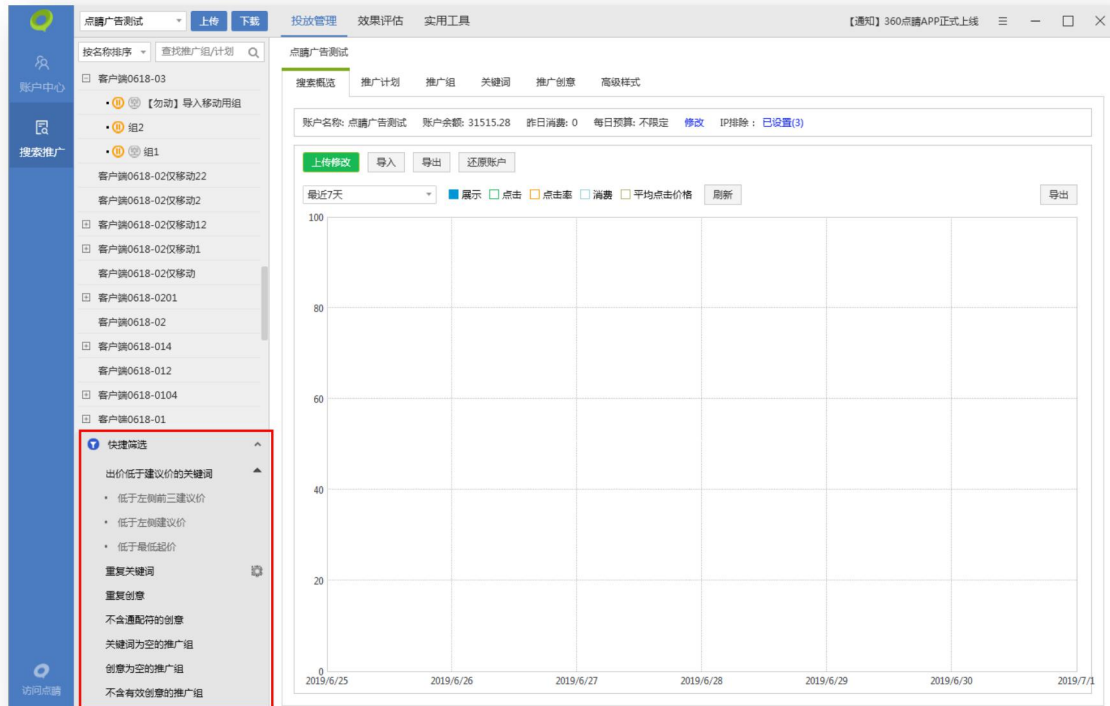 点睛广告测试 上传 下载 投放管理 效果评估 实用工具 【通知】360点睛APP正式上线
按名称排序 查找推广组/计划
点睛广告测试
账户中心
搜索推广
访问点睛
客户端0618-03
【勿动】导入移动用组
组2
组1
客户端0618-02仅移动22
客户端0618-02仅移动2
客户端0618-02仅移动12
客户端0618-02仅移动1
客户端0618-02仅移动
客户端0618-0201
客户端0618-02
客户端0618-014
客户端0618-012
客户端0618-0104
客户端0618-01
快捷筛选
出价低于建议价的关键词
• 低于左侧前三建议价
• 低于左侧建议价
• 低于最低起价
重复关键词
重复创意
不含通配符的创意
关键词为空的推广组
创意为空的推广组
不含有效创意的推广组
搜索概览 推广计划 推广组 关键词 推广创意 高级样式
账户名称: 点睛广告测试 账户余额: 31515.28 昨日消费: 0 每日预算: 不限定 修改 IP排除： 已设置(3)
上传修改 导入 导出 还原账户
最近7天 展示 点击 点击率 消费 平均点击价格 刷新 导出
100
80
60
40
20
0
2019/6/25 2019/6/26 2019/6/27 2019/6/28 2019/6/29 2019/6/30 2019/7/1